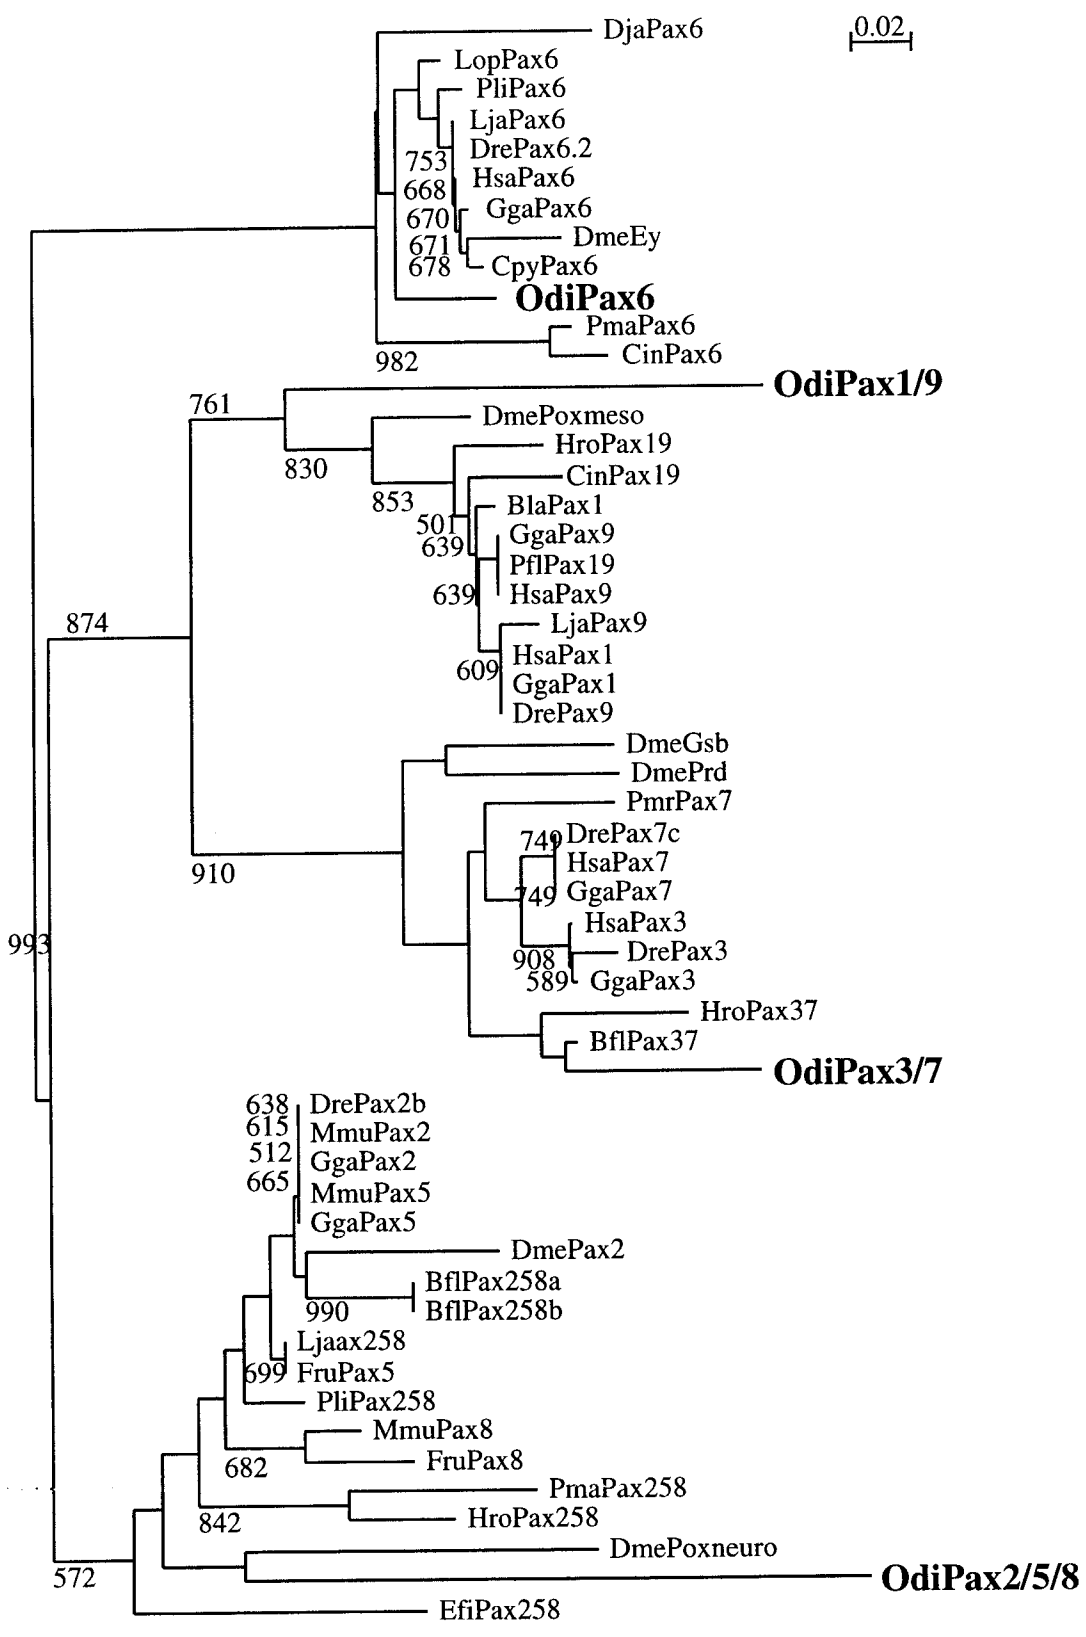 DjaPax6
0.02
LopPax6
PliPax6
LjaPax6
DrePax6.2
753
HsaPax6
668
GgaPax6
670
DmeEy
671
CpyPax6
678
OdiPax6
PmaPax6
CinPax6
982
OdiPax1/9
761
DmePoxmeso
HroPax19
830
CinPax19
853
BlaPax1
501
GgaPax9
639
PflPax19
HsaPax9
639
LjaPax9
874
HsaPax1
609
GgaPax1
DrePax9
DmeGsb
DmePrd
PmrPax7
DrePax7c
749
HsaPax7
910
GgaPax7
749
HsaPax3
993
DrePax3
908
GgaPax3
589
HroPax37
BflPax37
OdiPax3/7
638
DrePax2b
615
MmuPax2
512
GgaPax2
665
MmuPax5
GgaPax5
DmePax2
BflPax258a
990
BflPax258b
Ljaax258
699
FruPax5
PliPax258
MmuPax8
682
FruPax8
PmaPax258
842
HroPax258
DmePoxneuro
572
OdiPax2/5/8
EfiPax258